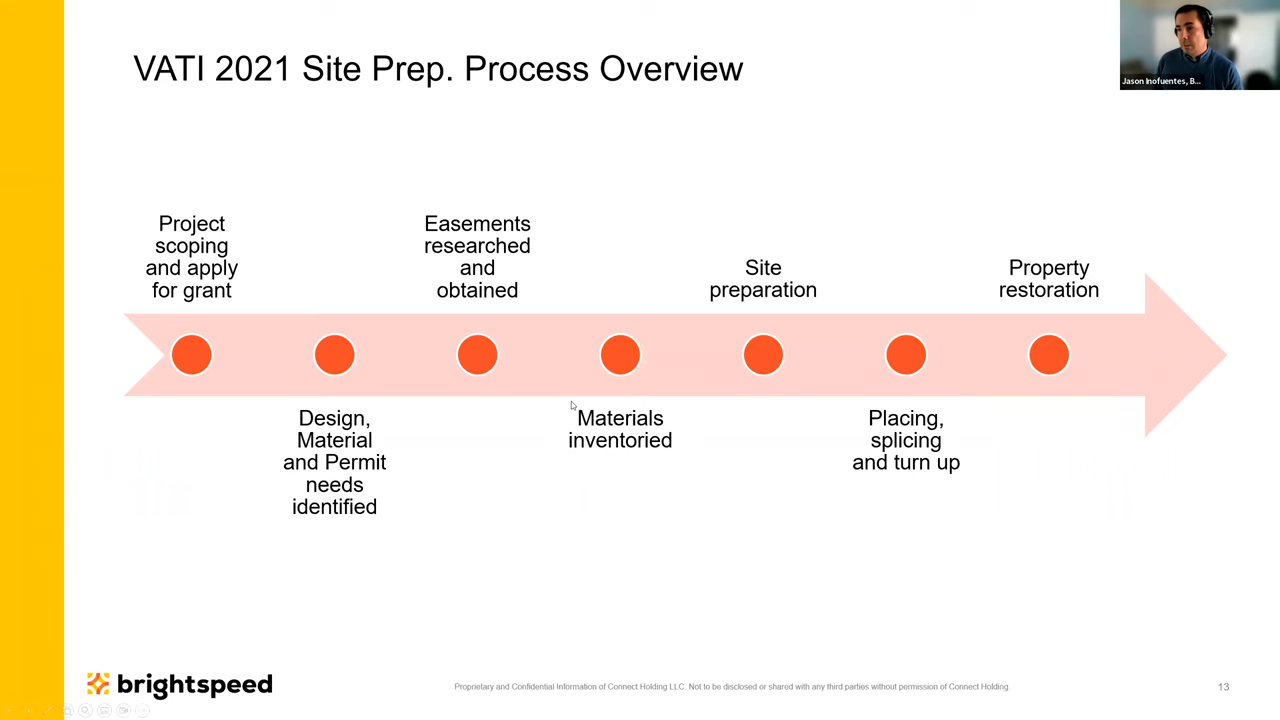 VATI 2021 Site Prep. Process Overview
Jason Inofuentes, B...
Project
scoping
and apply
for grant
Design,
Material
and Permit
needs
identified
Easements
researched
and
obtained
Materials
inventoried
Site
preparation
Placing,
splicing
and turn up
Property
restoration
brightspeed
Proprietary and Confidential Information of Connect Holding LLC. Not to be disclosed or shared with any third parties without permission of Connect Holding.
13